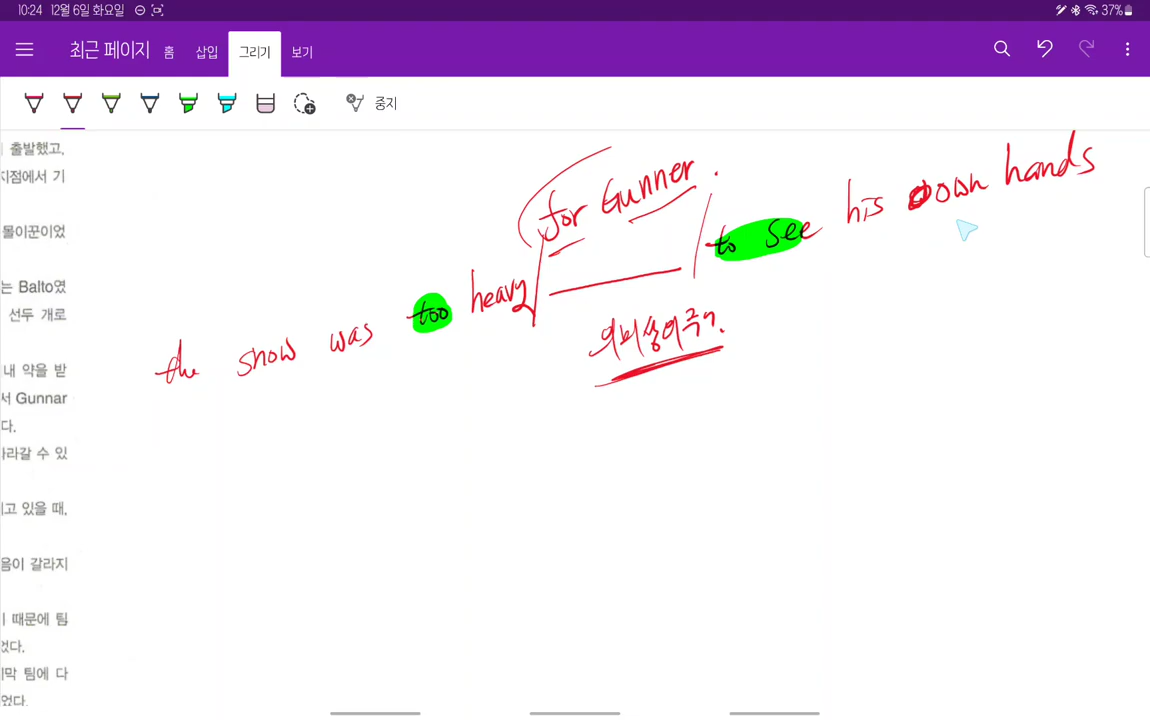 10:24 12월 6일 화요일
37%
최근 페이지 홈 삽입 그리기 보기
중지
출발했고,
지점에서 기
몰이꾼이었
는 Balto였
선두 개로
내 약을 받
서 Gunnar
다.
라갈 수 있
고 있을 때,
음이 갈라지
때문에 팀
었다.
막 팀에 다
었다.
the snow was too heavy for Gunner. to see his own hands
의미상의 주어.